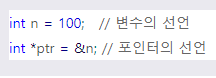 int n = 100;   // 변수의 선언
int *ptr = &n; // 포인터의 선언